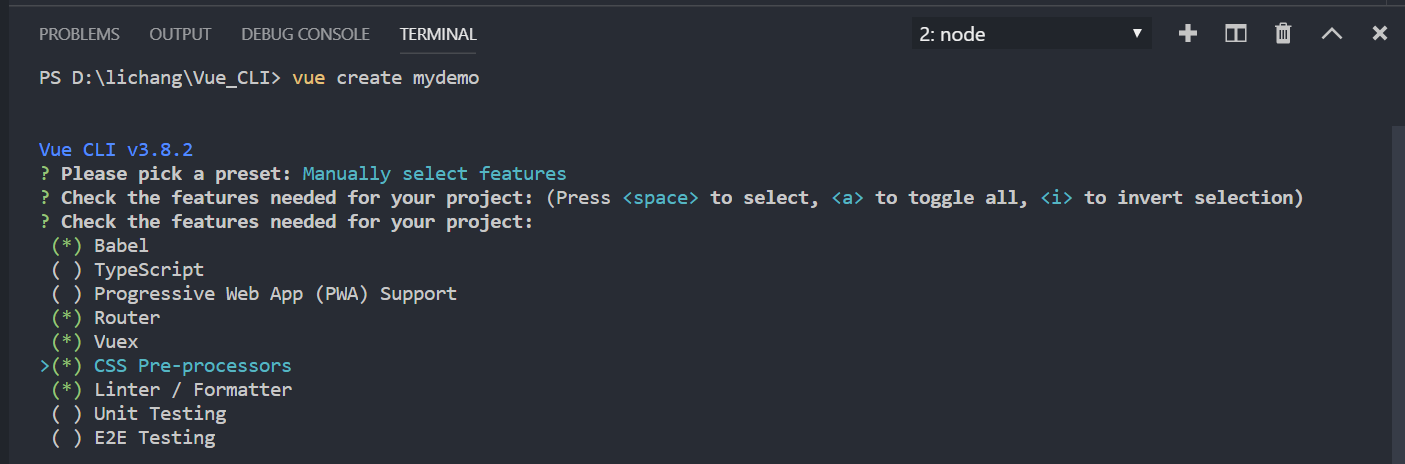 PROBLEMS OUTPUT DEBUG CONSOLE TERMINAL 2: node
PS D:\lichang\Vue_CLI> vue create mydemo
Vue CLI v3.8.2
? Please pick a preset: Manually select features
? Check the features needed for your project: (Press <space> to select, <a> to toggle all, <i> to invert selection)
? Check the features needed for your project:
(*) Babel
( ) TypeScript
( ) Progressive Web App (PWA) Support
(*) Router
(*) Vuex
>(*) CSS Pre-processors
(*) Linter / Formatter
( ) Unit Testing
( ) E2E Testing